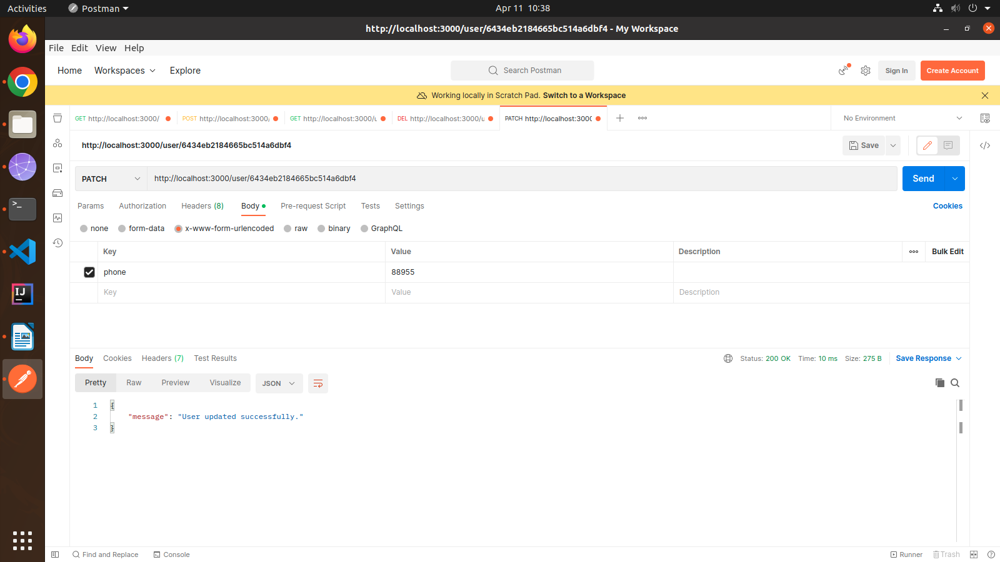 Activities Postman Apr 11 10:38
http://localhost:3000/user/6434eb2184665bc514a6dbf4 - My Workspace
File Edit View Help
Home Workspaces Explore Search Postman Sign In Create Account
Working locally in Scratch Pad. Switch to a Workspace
GET http://localhost:3000/ POST http://localhost:3000/ GET http://localhost:3000/u DEL http://localhost:3000/u PATCH http://localhost:3000 No Environment
http://localhost:3000/user/6434eb2184665bc514a6dbf4 Save
PATCH http://localhost:3000/user/6434eb2184665bc514a6dbf4 Send
Params Authorization Headers (8) Body Pre-request Script Tests Settings Cookies
none form-data x-www-form-urlencoded raw binary GraphQL
Key Value Description Bulk Edit
phone 88955
Key Value Description
Body Cookies Headers (7) Test Results Status: 200 OK Time: 10 ms Size: 275 B Save Response
Pretty Raw Preview Visualize JSON
1 {
2 "message": "User updated successfully."
3 }
Find and Replace Console Runner Trash
IJ